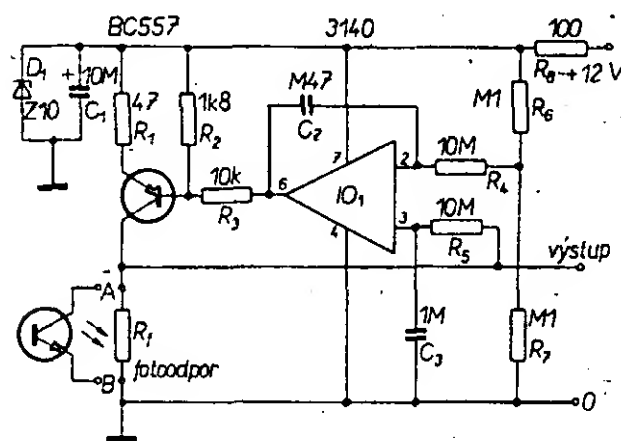 BC557
3140
100
R8
+12 V
D1
Z10
+
10M
C1
47
R1
1k8
R2
M47
C2
M1
R6
7
2
10M
R4
10k
R3
6
IO1
3
10M
R5
4
výstup
A
Rf
fotoodpor
B
1M
C3
M1
R7
0